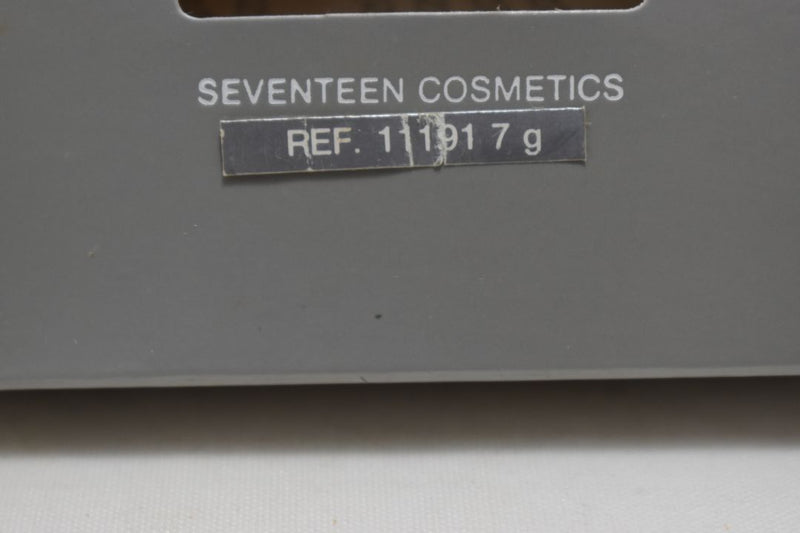 SEVENTEEN COSMETICS
REF. 11191 7 g